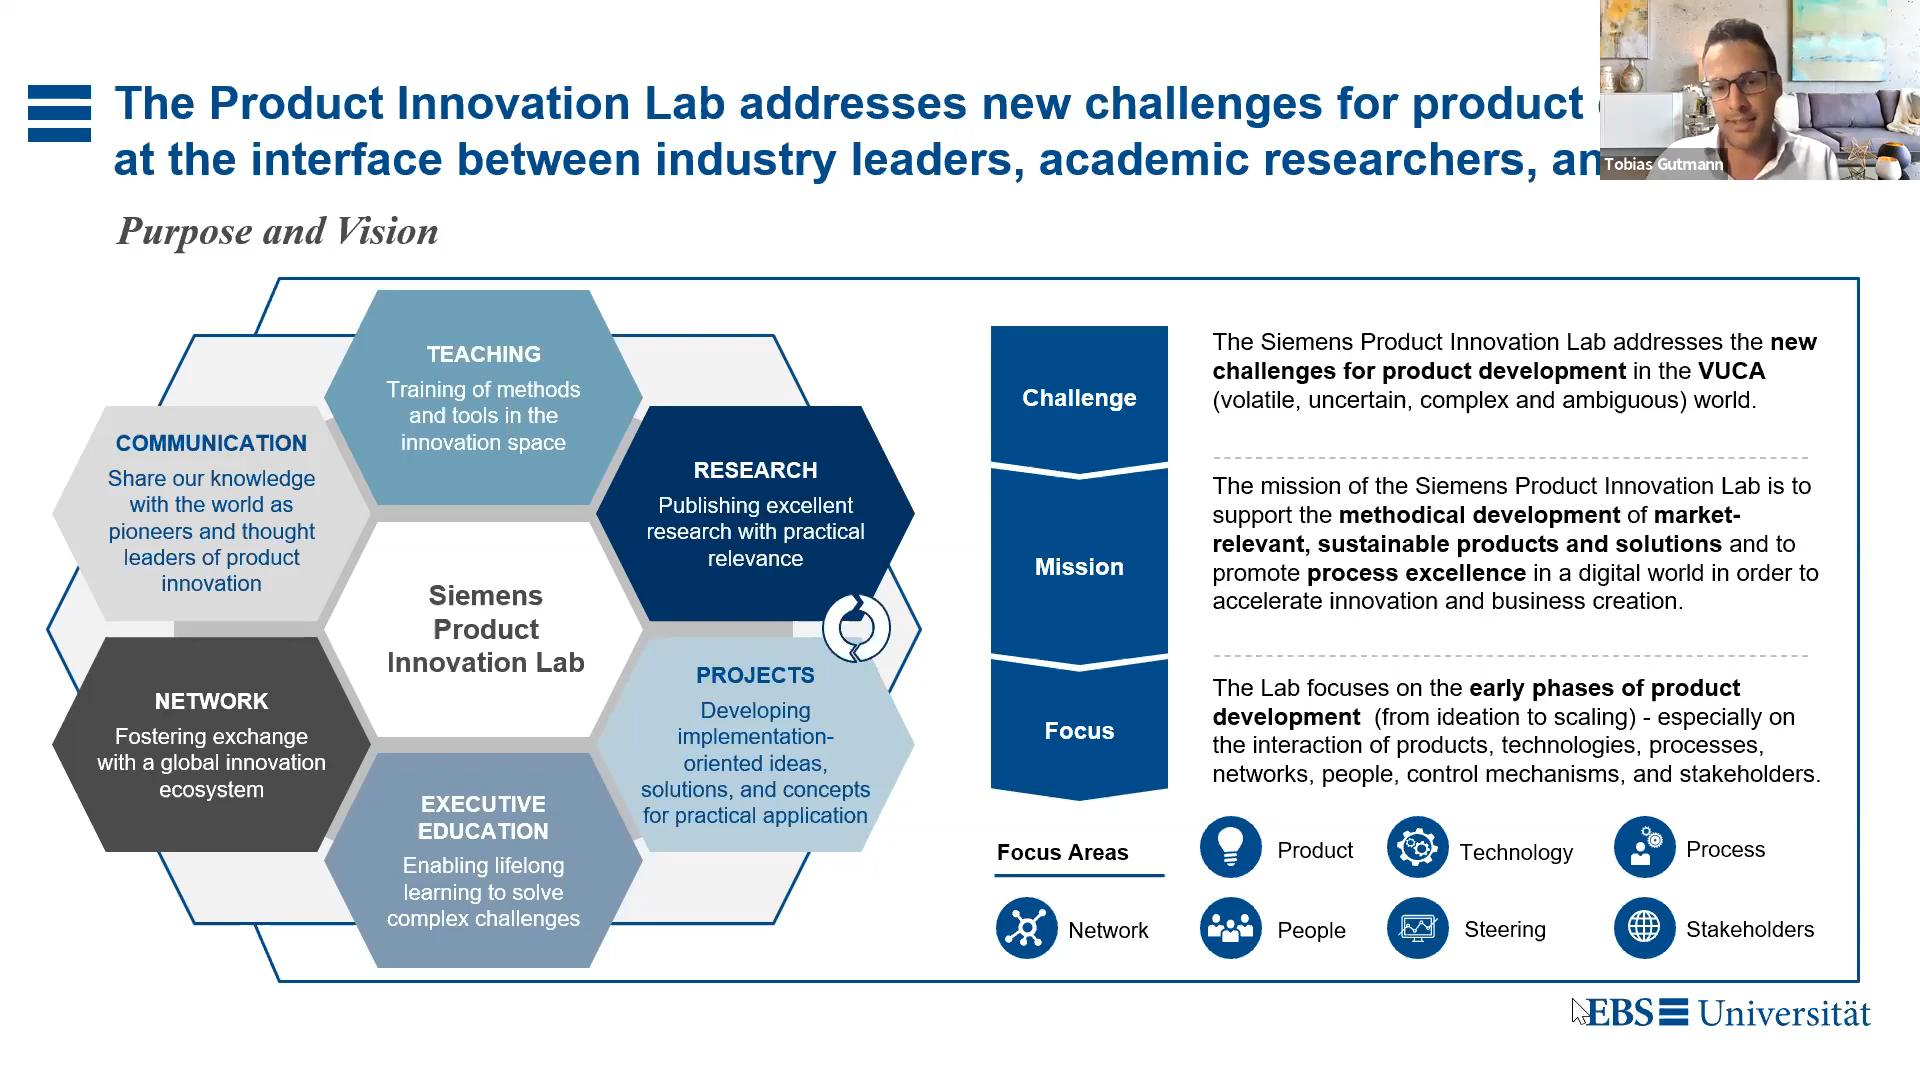 The Product Innovation Lab addresses new challenges for product
at the interface between industry leaders, academic researchers,
Tobias Gutmann
Purpose and Vision
TEACHING
Training of methods
and tools in the
innovation space
COMMUNICATION
Share our knowledge
with the world as
pioneers and thought
leaders of product
innovation
RESEARCH
Publishing excellent
research with practical
relevance
Siemens
Product
Innovation Lab
NETWORK
Fostering exchange
with a global innovation
ecosystem
PROJECTS
Developing
implementation-
oriented ideas,
solutions, and concepts
for practical application
EXECUTIVE
EDUCATION
Enabling lifelong
learning to solve
complex challenges
Challenge
The Siemens Product Innovation Lab addresses the new
challenges for product development in the VUCA
(volatile, uncertain, complex and ambiguous) world.
Mission
The mission of the Siemens Product Innovation Lab is to
support the methodical development of market-
relevant, sustainable products and solutions and to
promote process excellence in a digital world in order to
accelerate innovation and business creation.
Focus
The Lab focuses on the early phases of product
development (from ideation to scaling) - especially on
the interaction of products, technologies, processes,
networks, people, control mechanisms, and stakeholders.
Focus Areas
Product
Technology
Process
Network
People
Steering
Stakeholders
EBS Universität